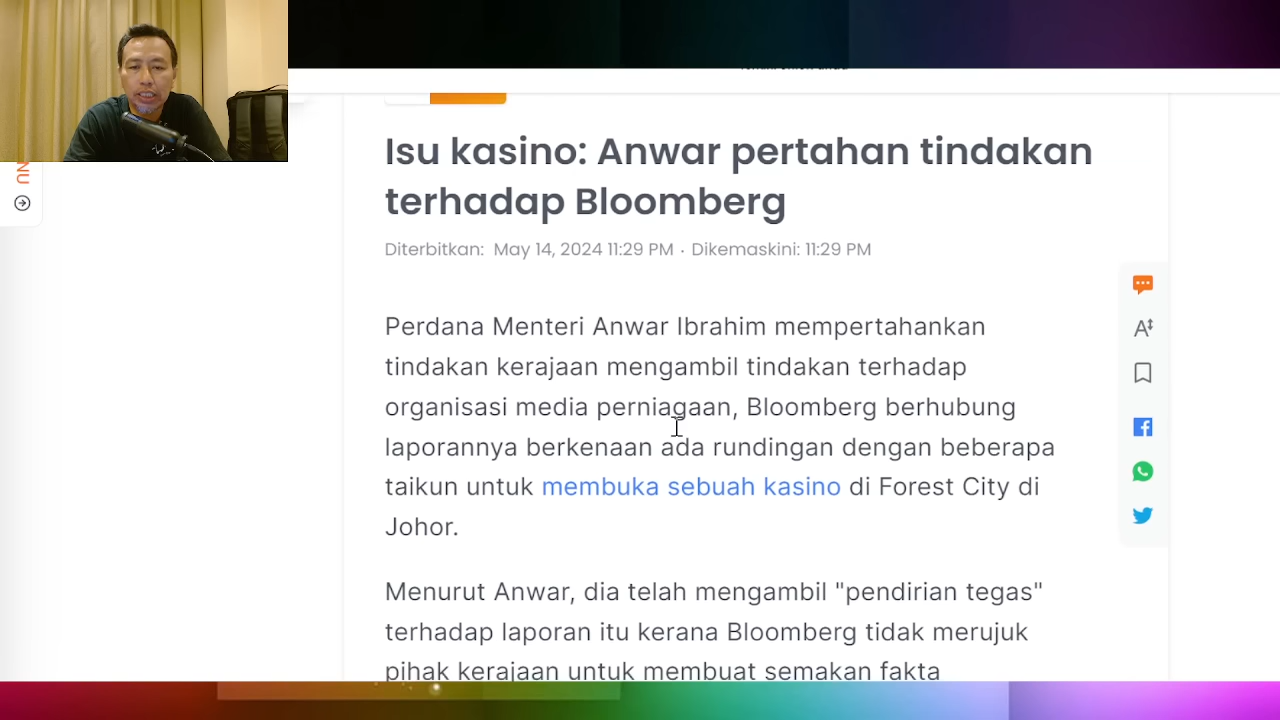 NU
Isu kasino: Anwar pertahan tindakan
terhadap Bloomberg
Diterbitkan: May 14, 2024 11:29 PM · Dikemaskini: 11:29 PM
Perdana Menteri Anwar Ibrahim mempertahankan
tindakan kerajaan mengambil tindakan terhadap
organisasi media perniagaan, Bloomberg berhubung
laporannya berkenaan ada rundingan dengan beberapa
taikun untuk membuka sebuah kasino di Forest City di
Johor.
Menurut Anwar, dia telah mengambil "pendirian tegas"
terhadap laporan itu kerana Bloomberg tidak merujuk
pihak kerajaan untuk membuat semakan fakta